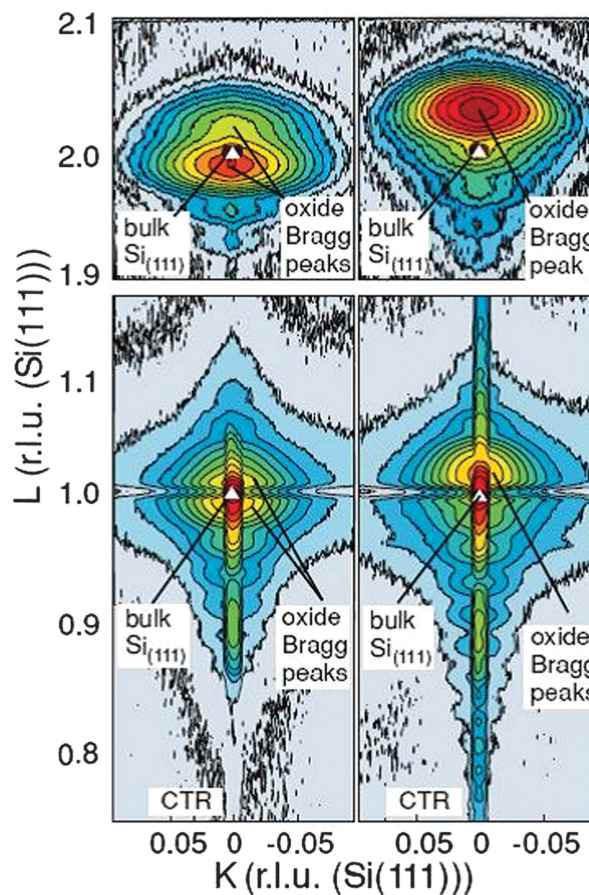 2.1
2.0
1.9
bulk
Si(111)
oxide
Bragg
peaks
bulk
Si(111)
oxide
Bragg
peak
L (r.l.u. (Si(111)))
1.1
1.0
0.9
0.8
bulk
Si(111)
oxide
Bragg
peaks
CTR
bulk
Si(111)
oxide
Bragg
peaks
CTR
0.05 0 -0.05
0.05 0 -0.05
K (r.l.u. (Si(111)))